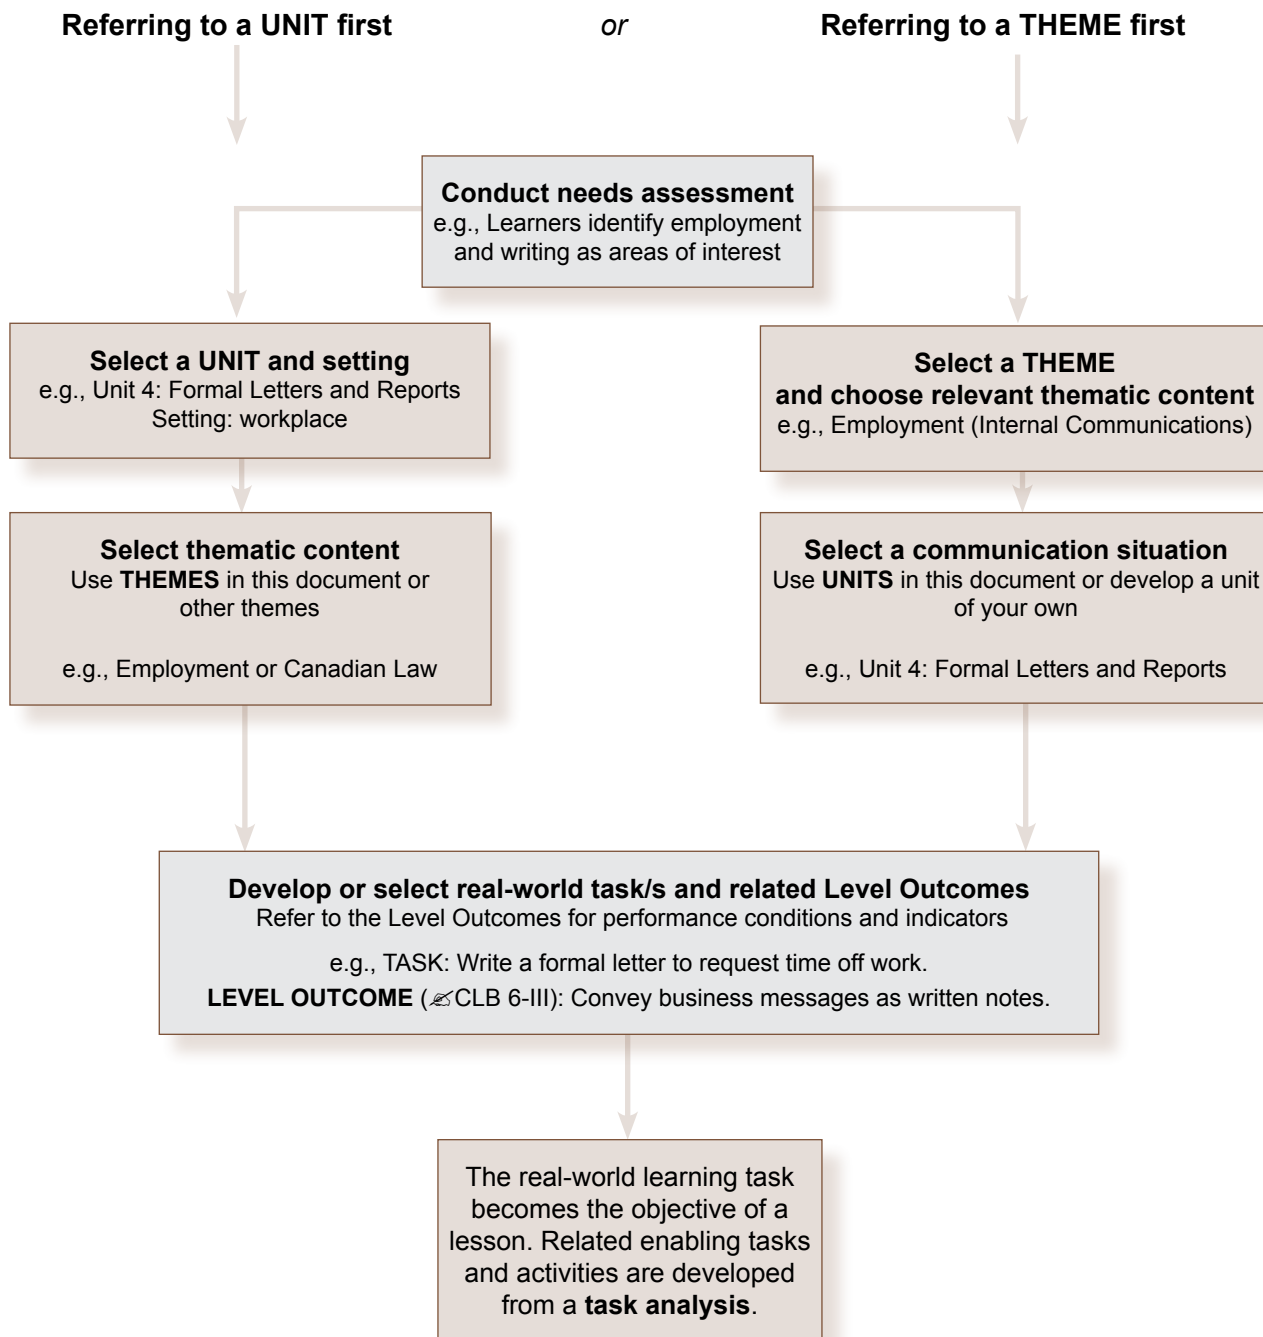 Referring to a UNIT first
or
Referring to a THEME first
Conduct needs assessment
e.g., Learners identify employment
and writing as areas of interest
Select a UNIT and setting
e.g., Unit 4: Formal Letters and Reports
Setting: workplace
Select a THEME
and choose relevant thematic content
e.g., Employment (Internal Communications)
Select thematic content
Use THEMES in this document or
other themes
e.g., Employment or Canadian Law
Select a communication situation
Use UNITS in this document or develop a unit
of your own
e.g., Unit 4: Formal Letters and Reports
Develop or select real-world task/s and related Level Outcomes
Refer to the Level Outcomes for performance conditions and indicators
e.g., TASK: Write a formal letter to request time off work.
LEVEL OUTCOME (✍CLB 6-III): Convey business messages as written notes.
The real-world learning task
becomes the objective of a
lesson. Related enabling tasks
and activities are developed
from a task analysis.